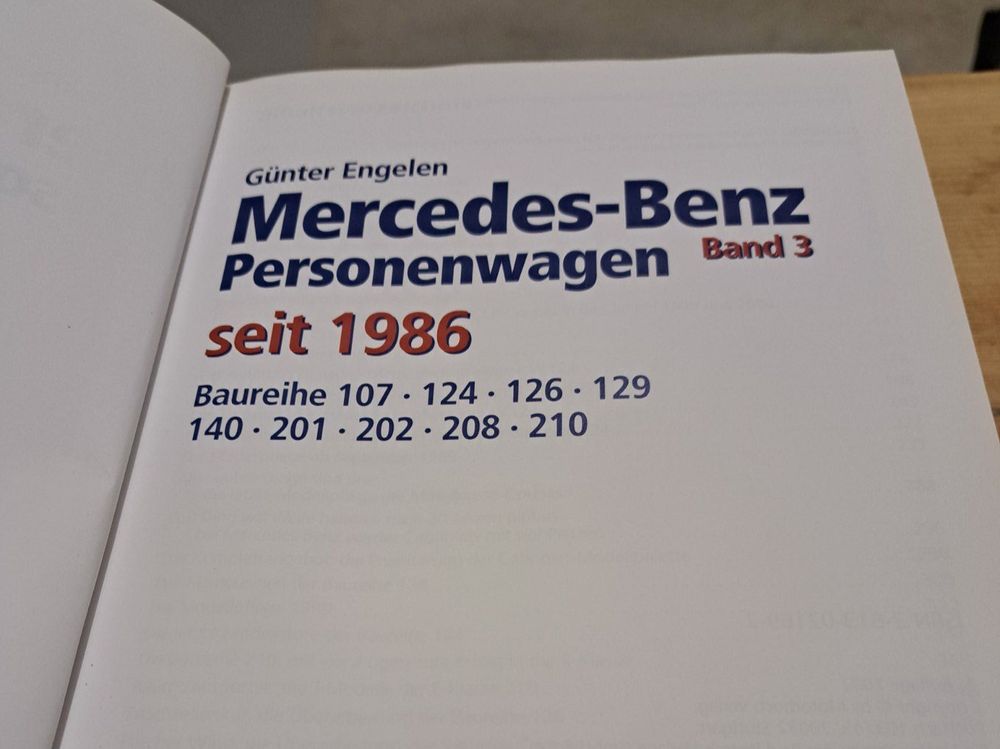 Günter Engelen
Mercedes-Benz
Personenwagen Band 3
seit 1986
Baureihe 107 · 124 · 126 · 129
140 · 201 · 202 · 208 · 210